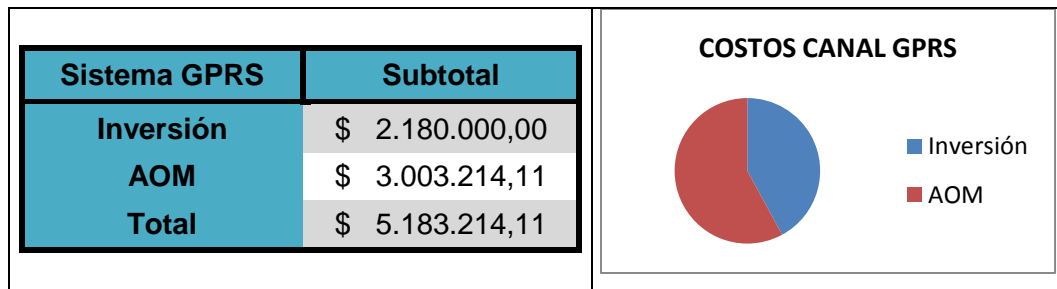 Sistema GPRS Subtotal
Inversión $ 2.180.000,00
AOM $ 3.003.214,11
Total $ 5.183.214,11
COSTOS CANAL GPRS
Inversión
AOM